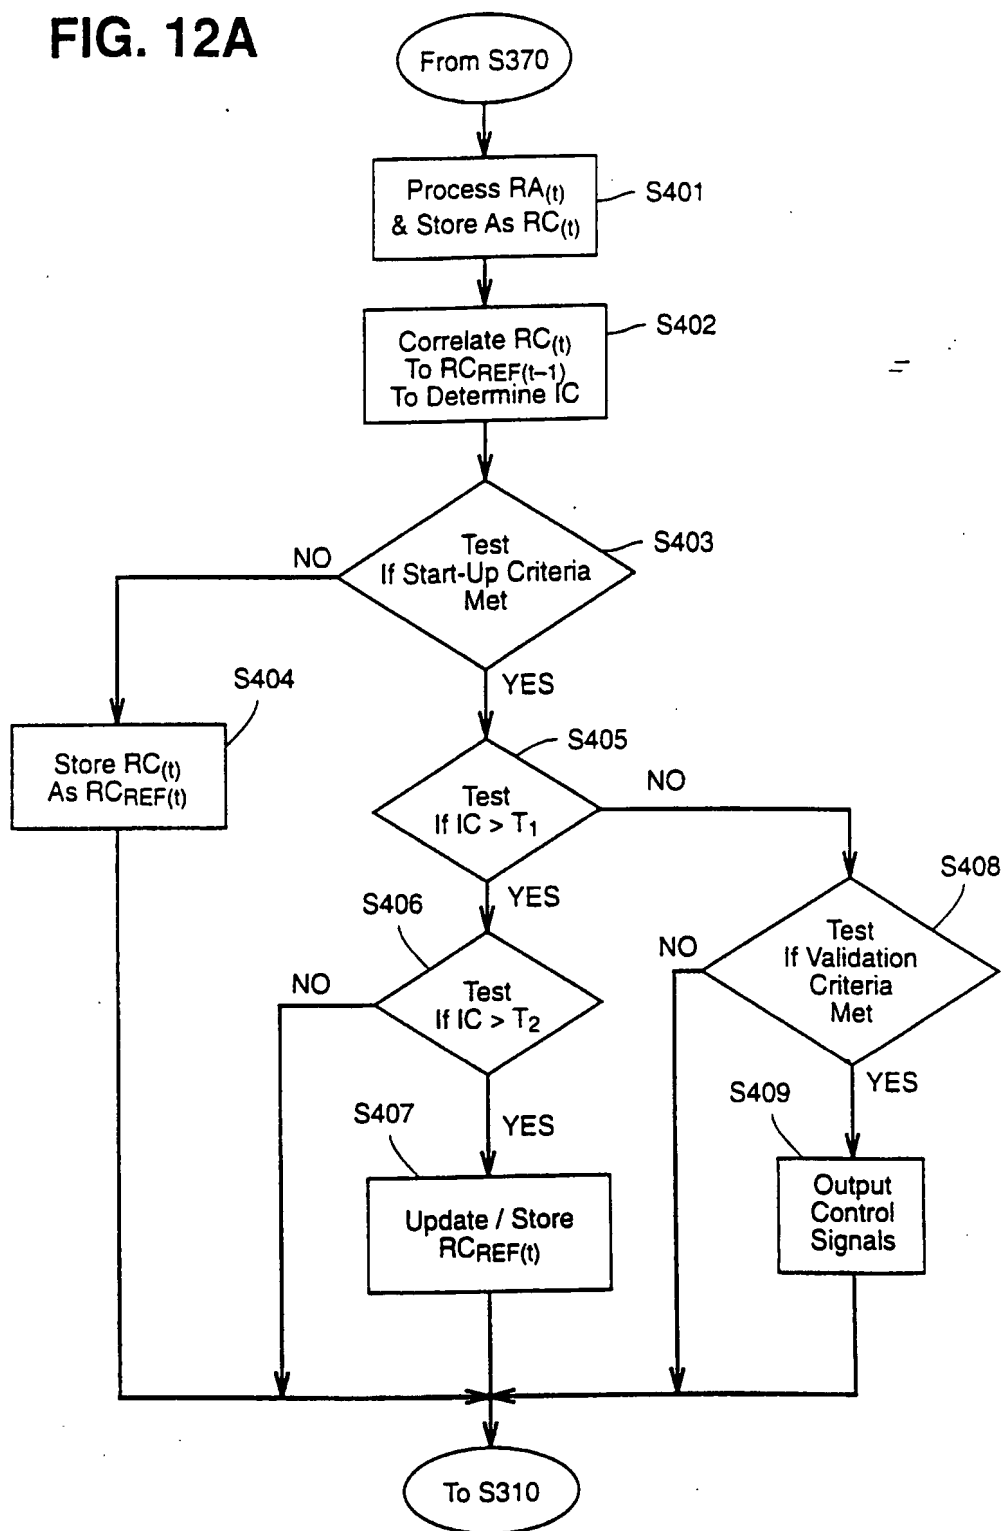 FIG. 12A
From S370
Process RA(t)
& Store As RC(t)
S401
Correlate RC(t)
To RCREF(t–1)
To Determine IC
S402
Test
If Start-Up Criteria
Met
S403
NO
YES
S404
Store RC(t)
As RCREF(t)
S405
Test
If IC > T1
NO
YES
S406
Test
If IC > T2
NO
YES
S408
Test
If Validation
Criteria
Met
NO
YES
S407
Update / Store
RCREF(t)
S409
Output
Control
Signals
To S310